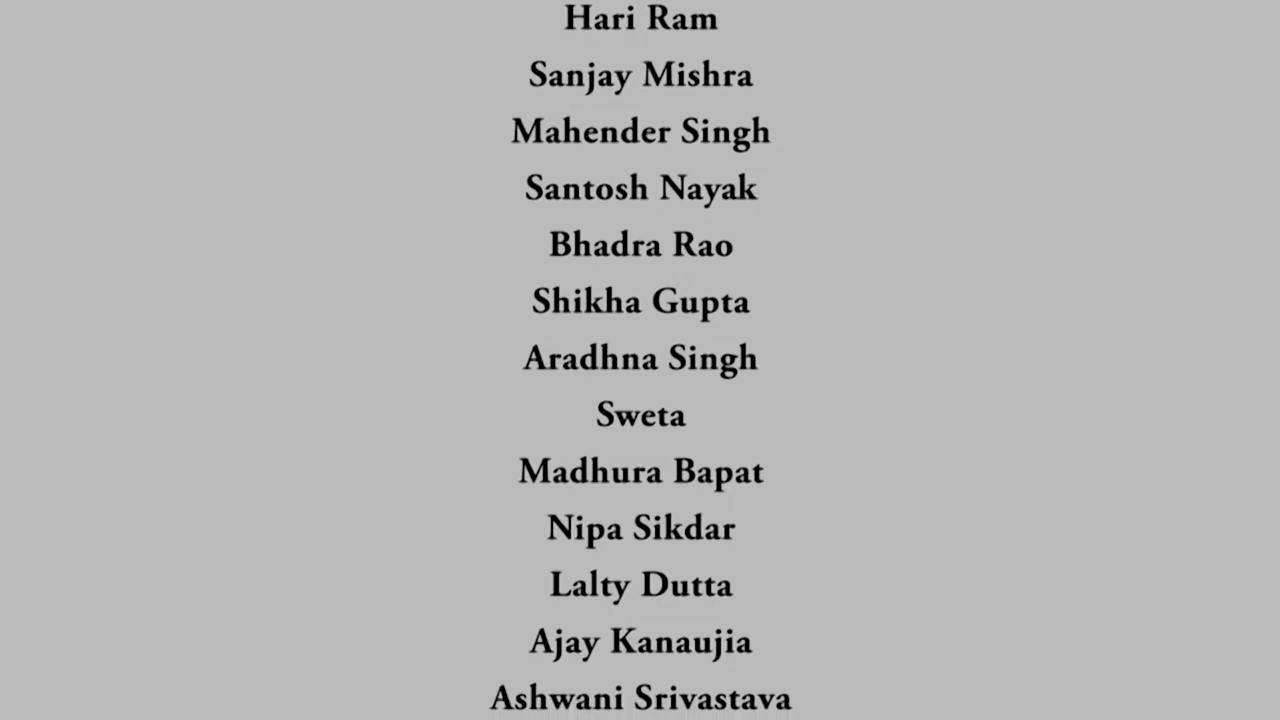 Hari Ram
Sanjay Mishra
Mahender Singh
Santosh Nayak
Bhadra Rao
Shikha Gupta
Aradhna Singh
Sweta
Madhura Bapat
Nipa Sikdar
Lalty Dutta
Ajay Kanaujia
Ashwani Srivastava